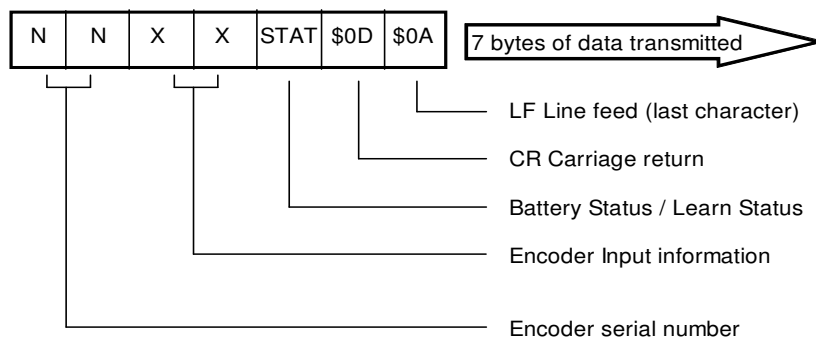 N N X X STAT $0D $0A 7 bytes of data transmitted
LF Line feed (last character)
CR Carriage return
Battery Status / Learn Status
Encoder Input information
Encoder serial number